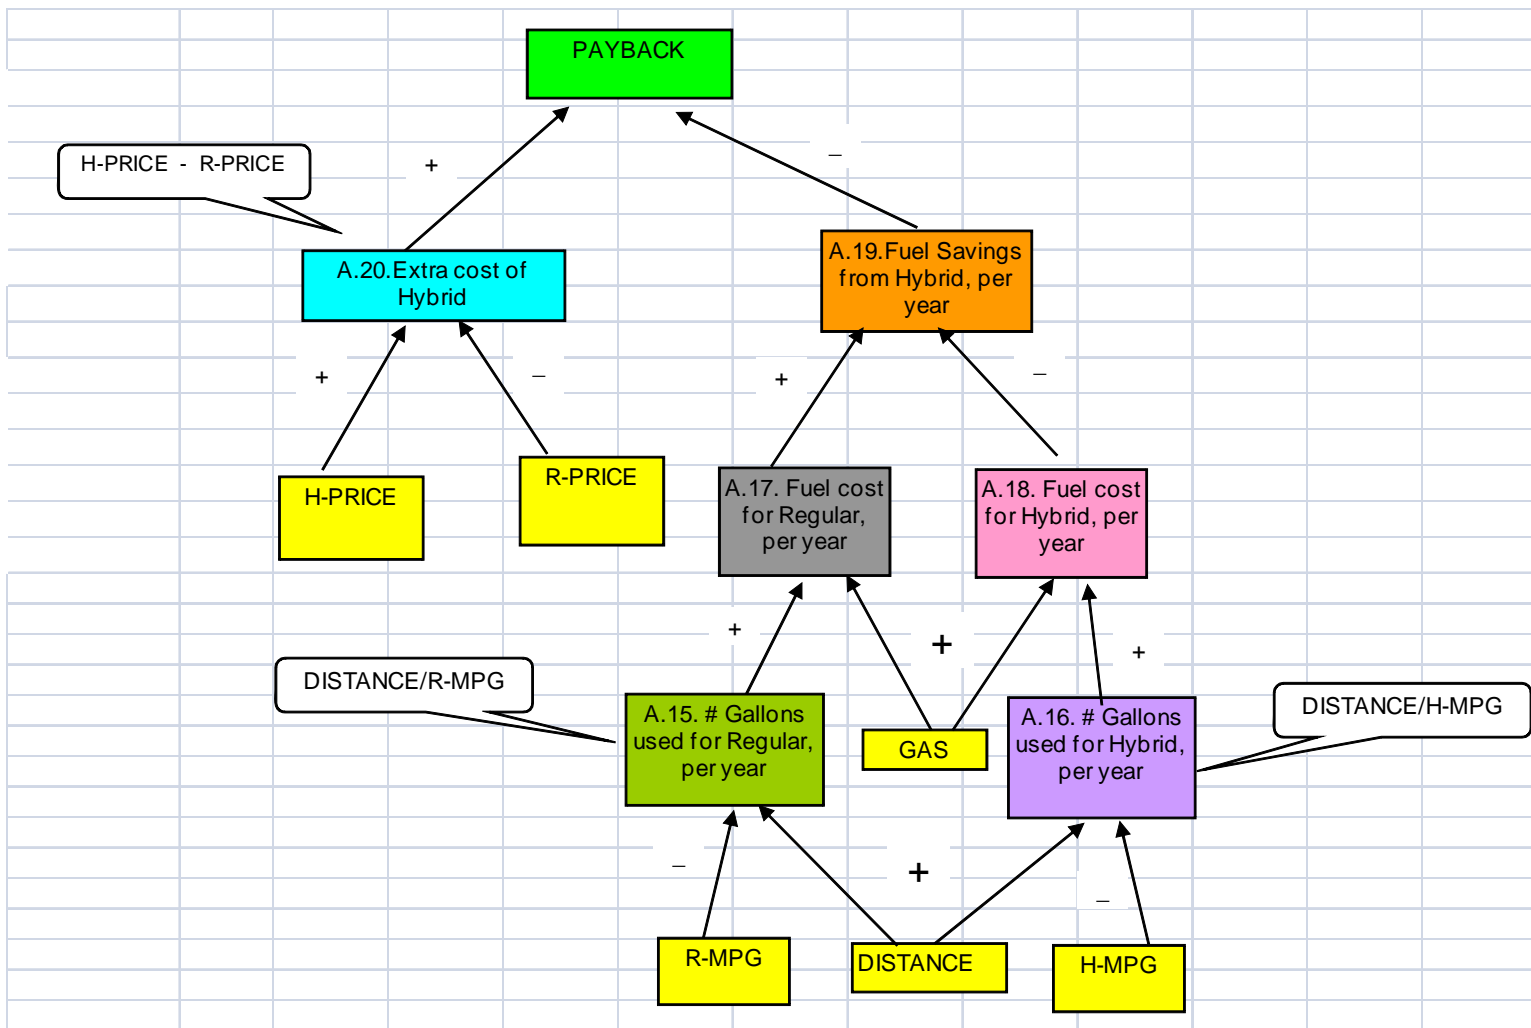 PAYBACK
H-PRICE - R-PRICE
+
–
A.20.Extra cost of
Hybrid
A.19.Fuel Savings
from Hybrid, per
year
+
–
+
–
H-PRICE
R-PRICE
A.17. Fuel cost
for Regular,
per year
A.18. Fuel cost
for Hybrid, per
year
+
+
+
DISTANCE/R-MPG
DISTANCE/H-MPG
A.15. # Gallons
used for Regular,
per year
GAS
A.16. # Gallons
used for Hybrid,
per year
–
+
–
R-MPG
DISTANCE
H-MPG